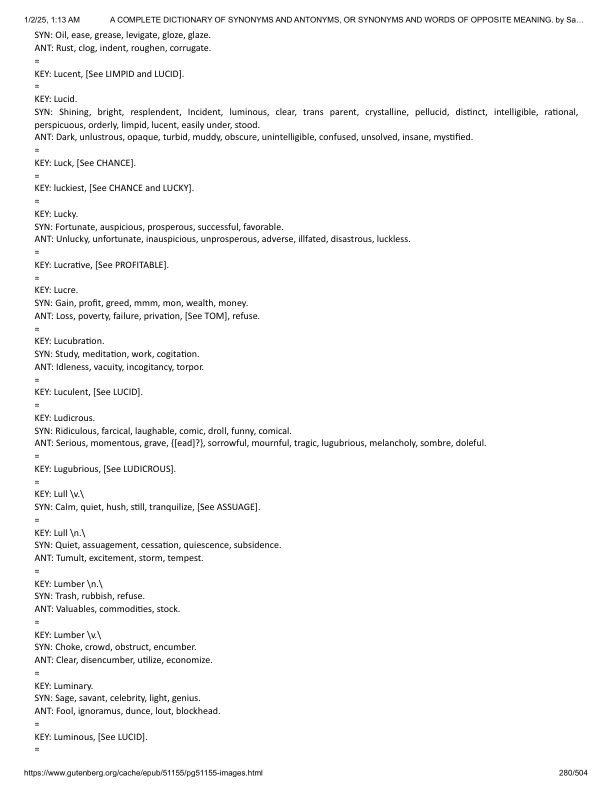 1/2/25, 1:13 AM A COMPLETE DICTIONARY OF SYNONYMS AND ANTONYMS, OR SYNONYMS AND WORDS OF OPPOSITE MEANING. by Sa…
SYN: Oil, ease, grease, levigate, gloze, glaze.
ANT: Rust, clog, indent, roughen, corrugate.
=
KEY: Lucent, [See LIMPID and LUCID].
=
KEY: Lucid.
SYN: Shining, bright, resplendent, Incident, luminous, clear, trans parent, crystalline, pellucid, distinct, intelligible, rational,
perspicuous, orderly, limpid, lucent, easily under, stood.
ANT: Dark, unlustrous, opaque, turbid, muddy, obscure, unintelligible, confused, unsolved, insane, mystified.
=
KEY: Luck, [See CHANCE].
=
KEY: luckiest, [See CHANCE and LUCKY].
=
KEY: Lucky.
SYN: Fortunate, auspicious, prosperous, successful, favorable.
ANT: Unlucky, unfortunate, inauspicious, unprosperous, adverse, illfated, disastrous, luckless.
=
KEY: Lucrative, [See PROFITABLE].
=
KEY: Lucre.
SYN: Gain, profit, greed, mmm, mon, wealth, money.
ANT: Loss, poverty, failure, privation, [See TOM], refuse.
=
KEY: Lucubration.
SYN: Study, meditation, work, cogitation.
ANT: Idleness, vacuity, incogitancy, torpor.
=
KEY: Luculent, [See LUCID].
=
KEY: Ludicrous.
SYN: Ridiculous, farcical, laughable, comic, droll, funny, comical.
ANT: Serious, momentous, grave, {[ead]?}, sorrowful, mournful, tragic, lugubrious, melancholy, sombre, doleful.
=
KEY: Lugubrious, [See LUDICROUS].
=
KEY: Lull \v.\
SYN: Calm, quiet, hush, still, tranquilize, [See ASSUAGE].
=
KEY: Lull \n.\
SYN: Quiet, assuagement, cessation, quiescence, subsidence.
ANT: Tumult, excitement, storm, tempest.
=
KEY: Lumber \n.\
SYN: Trash, rubbish, refuse.
ANT: Valuables, commodities, stock.
=
KEY: Lumber \v.\
SYN: Choke, crowd, obstruct, encumber.
ANT: Clear, disencumber, utilize, economize.
=
KEY: Luminary.
SYN: Sage, savant, celebrity, light, genius.
ANT: Fool, ignoramus, dunce, lout, blockhead.
=
KEY: Luminous, [See LUCID].
=
https://www.gutenberg.org/cache/epub/51155/pg51155-images.html 280/504